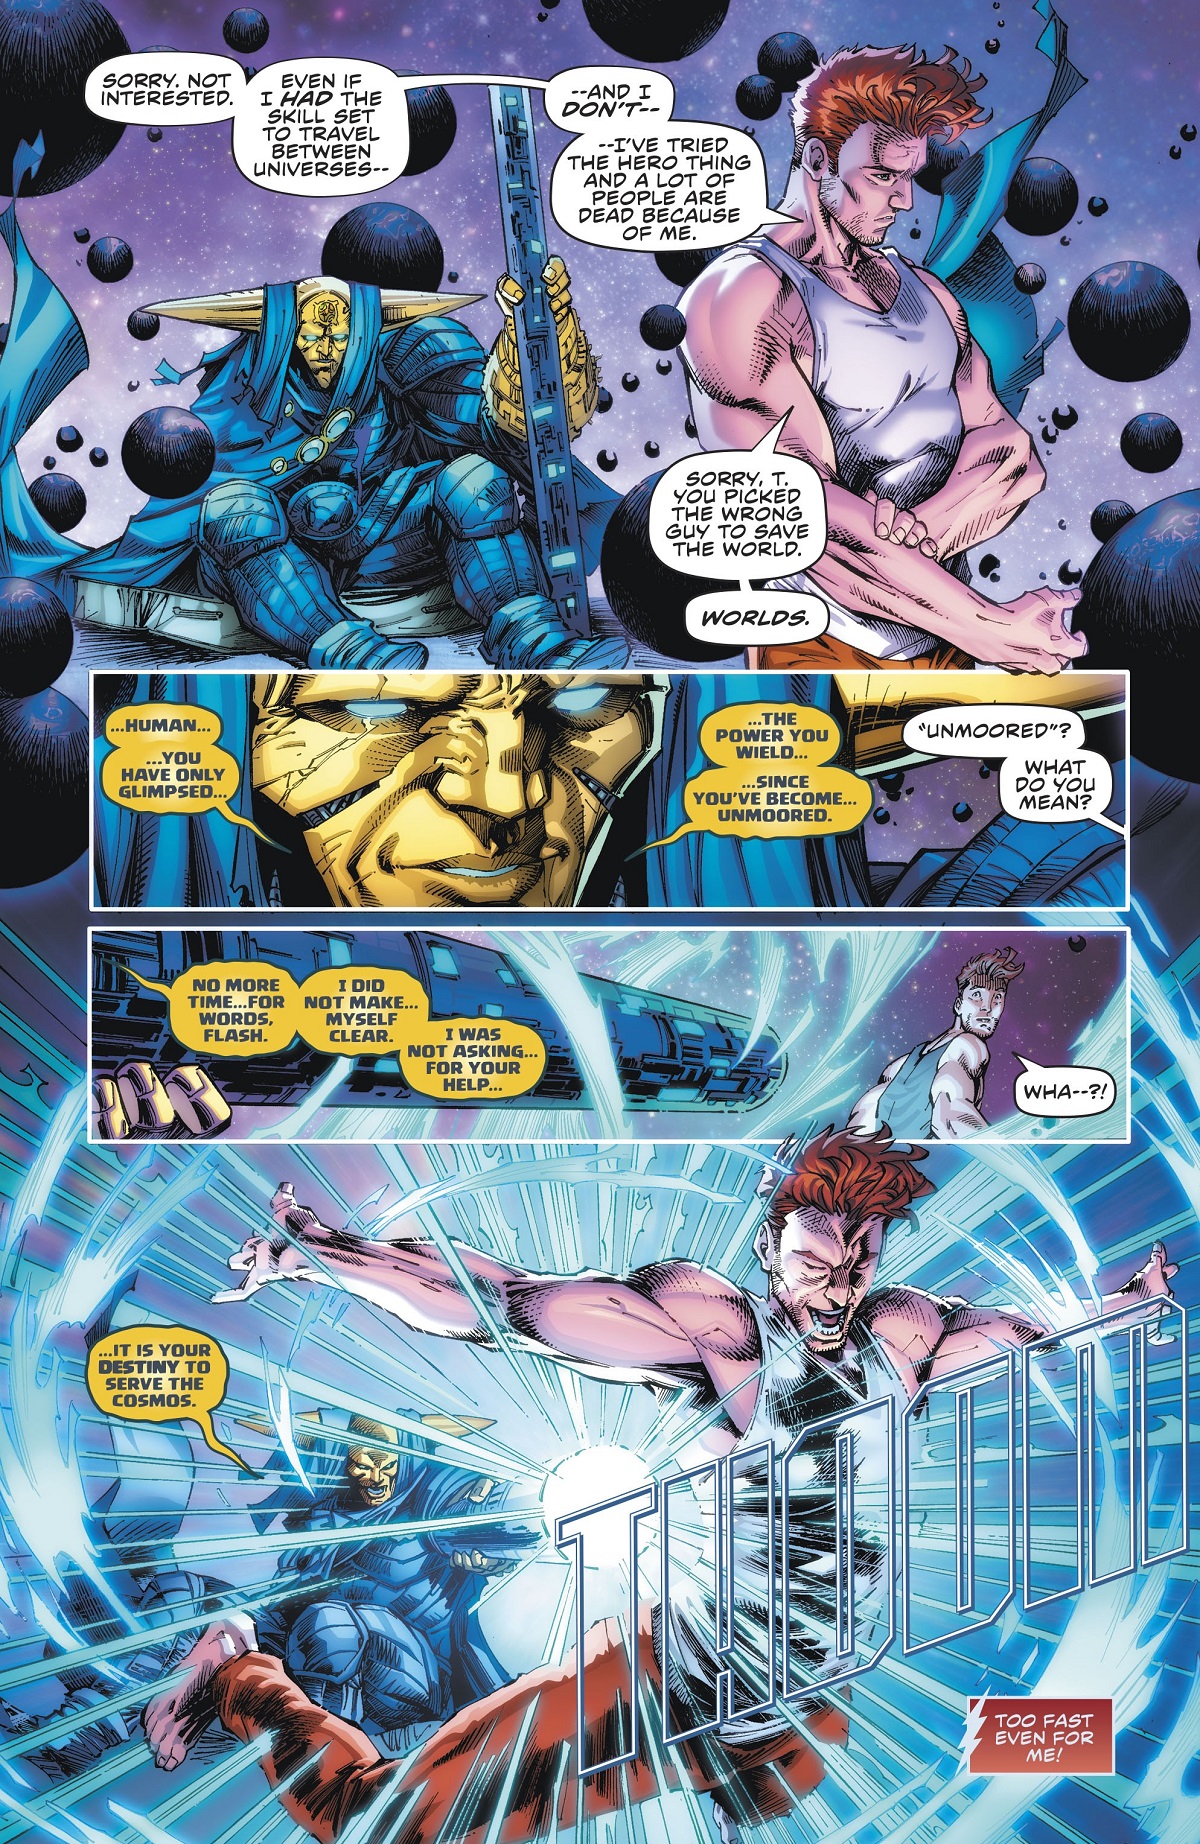 SORRY. NOT
INTERESTED.
EVEN IF
I HAD THE
SKILL SET
TO TRAVEL
BETWEEN
UNIVERSES--
--AND I
DON'T--
--I'VE TRIED
THE HERO THING
AND A LOT OF
PEOPLE ARE
DEAD BECAUSE
OF ME.
SORRY, T.
YOU PICKED
THE WRONG
GUY TO SAVE
THE WORLD.
WORLDS.
...HUMAN...
...YOU
HAVE ONLY
GLIMPSED...
...THE
POWER YOU
WIELD...
...SINCE
YOU'VE BECOME...
UNMOORED.
"UNMOORED"?
WHAT
DO YOU
MEAN?
NO MORE
TIME...FOR
WORDS,
FLASH.
I DID
NOT MAKE...
MYSELF
CLEAR.
I WAS
NOT ASKING...
FOR YOUR
HELP...
WHA--?!
...IT IS YOUR
DESTINY TO
SERVE THE
COSMOS.
THOOOM
TOO FAST
EVEN FOR
ME!